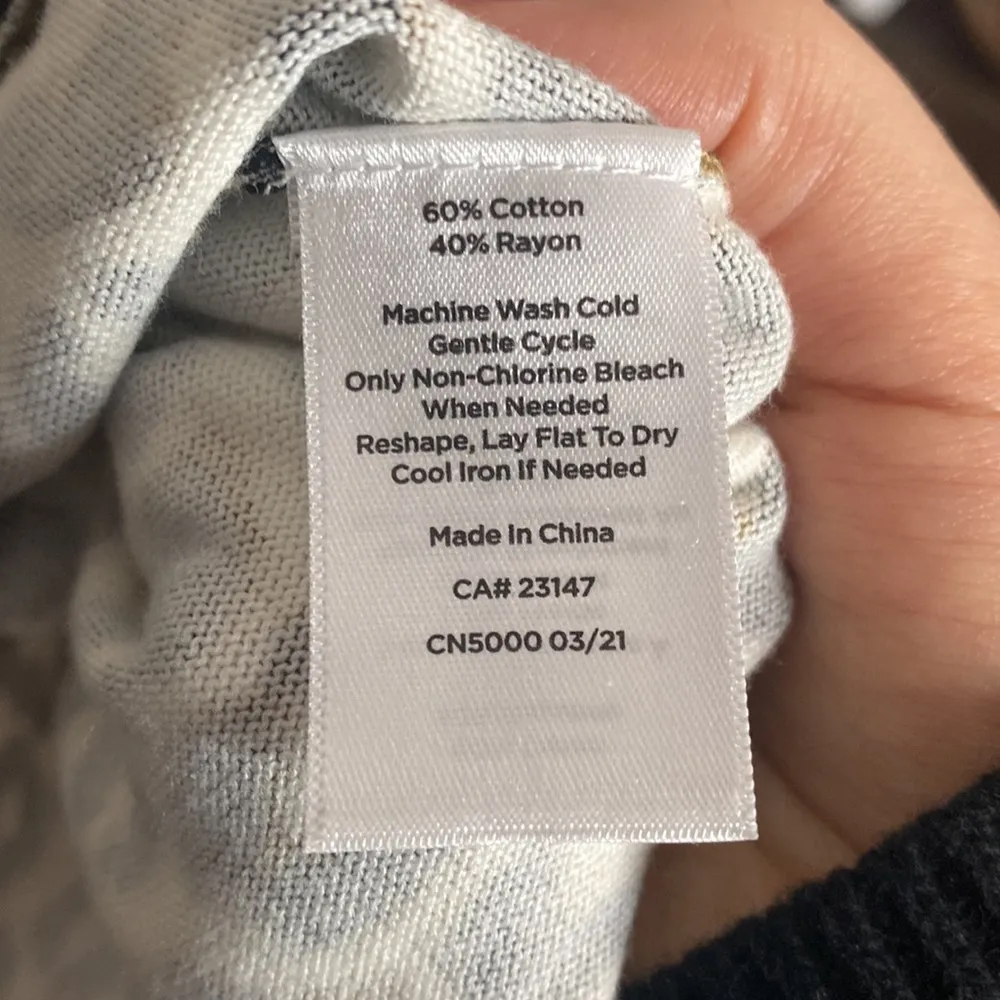 60% Cotton
40% Rayon
Machine Wash Cold
Gentle Cycle
Only Non-Chlorine Bleach
When Needed
Reshape, Lay Flat To Dry
Cool Iron If Needed
Made In China
CA# 23147
CN5000 03/21